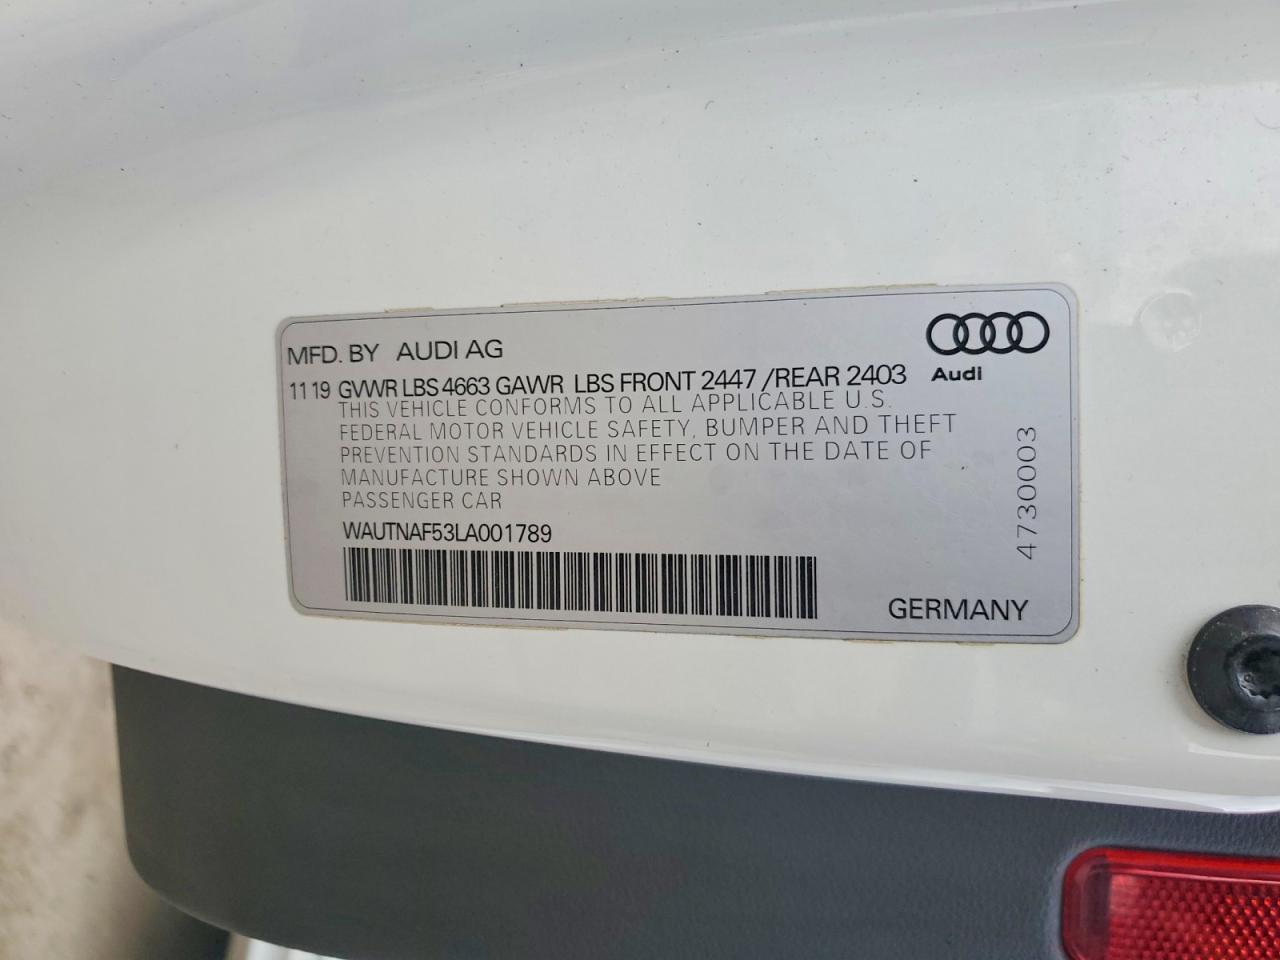 MFD. BY AUDI AG
11 19 GVWR LBS 4663 GAWR LBS FRONT 2447 /REAR 2403
Audi
THIS VEHICLE CONFORMS TO ALL APPLICABLE U.S.
FEDERAL MOTOR VEHICLE SAFETY, BUMPER AND THEFT
PREVENTION STANDARDS IN EFFECT ON THE DATE OF
MANUFACTURE SHOWN ABOVE
PASSENGER CAR
WAUTNAF53LA001789
GERMANY
4730003